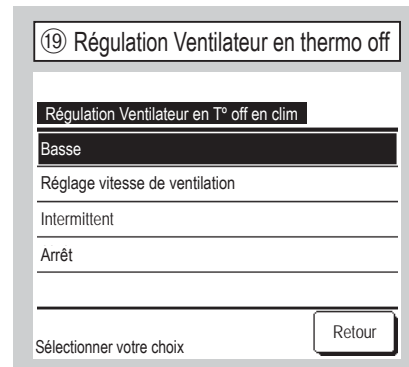 ⑲ Régulation Ventilateur en thermo off
Régulation Ventilateur en Tº off en clim
Basse
Réglage vitesse de ventilation
Intermittent
Arrêt
Sélectionner votre choix
Retour